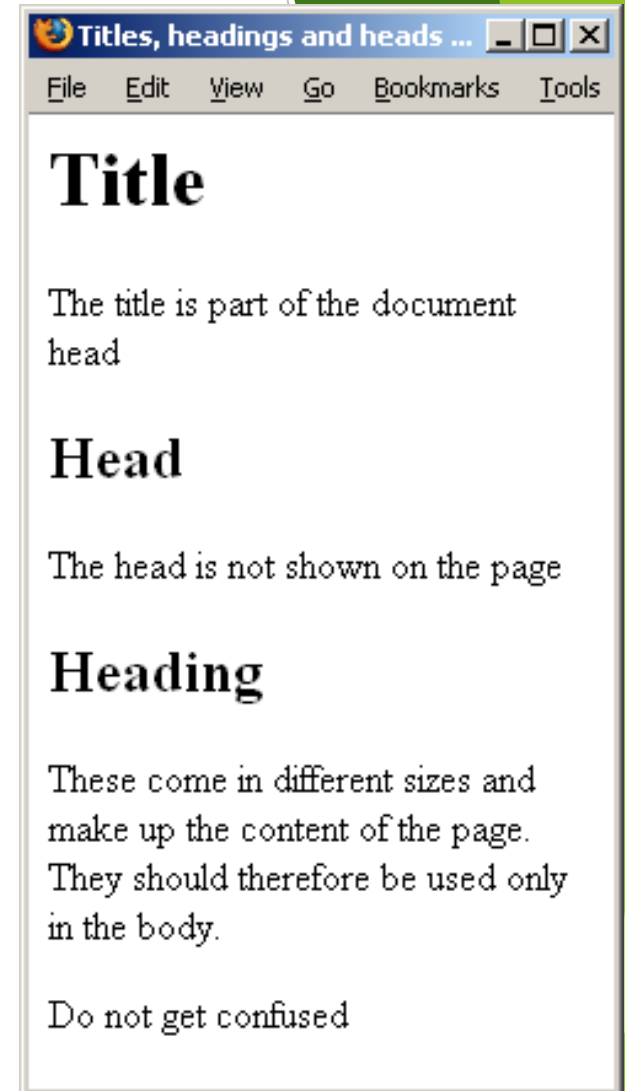 Titles, headings and heads ...
File Edit View Go Bookmarks Tools
Title
The title is part of the document
head
Head
The head is not shown on the page
Heading
These come in different sizes and
make up the content of the page.
They should therefore be used only
in the body.
Do not get confused